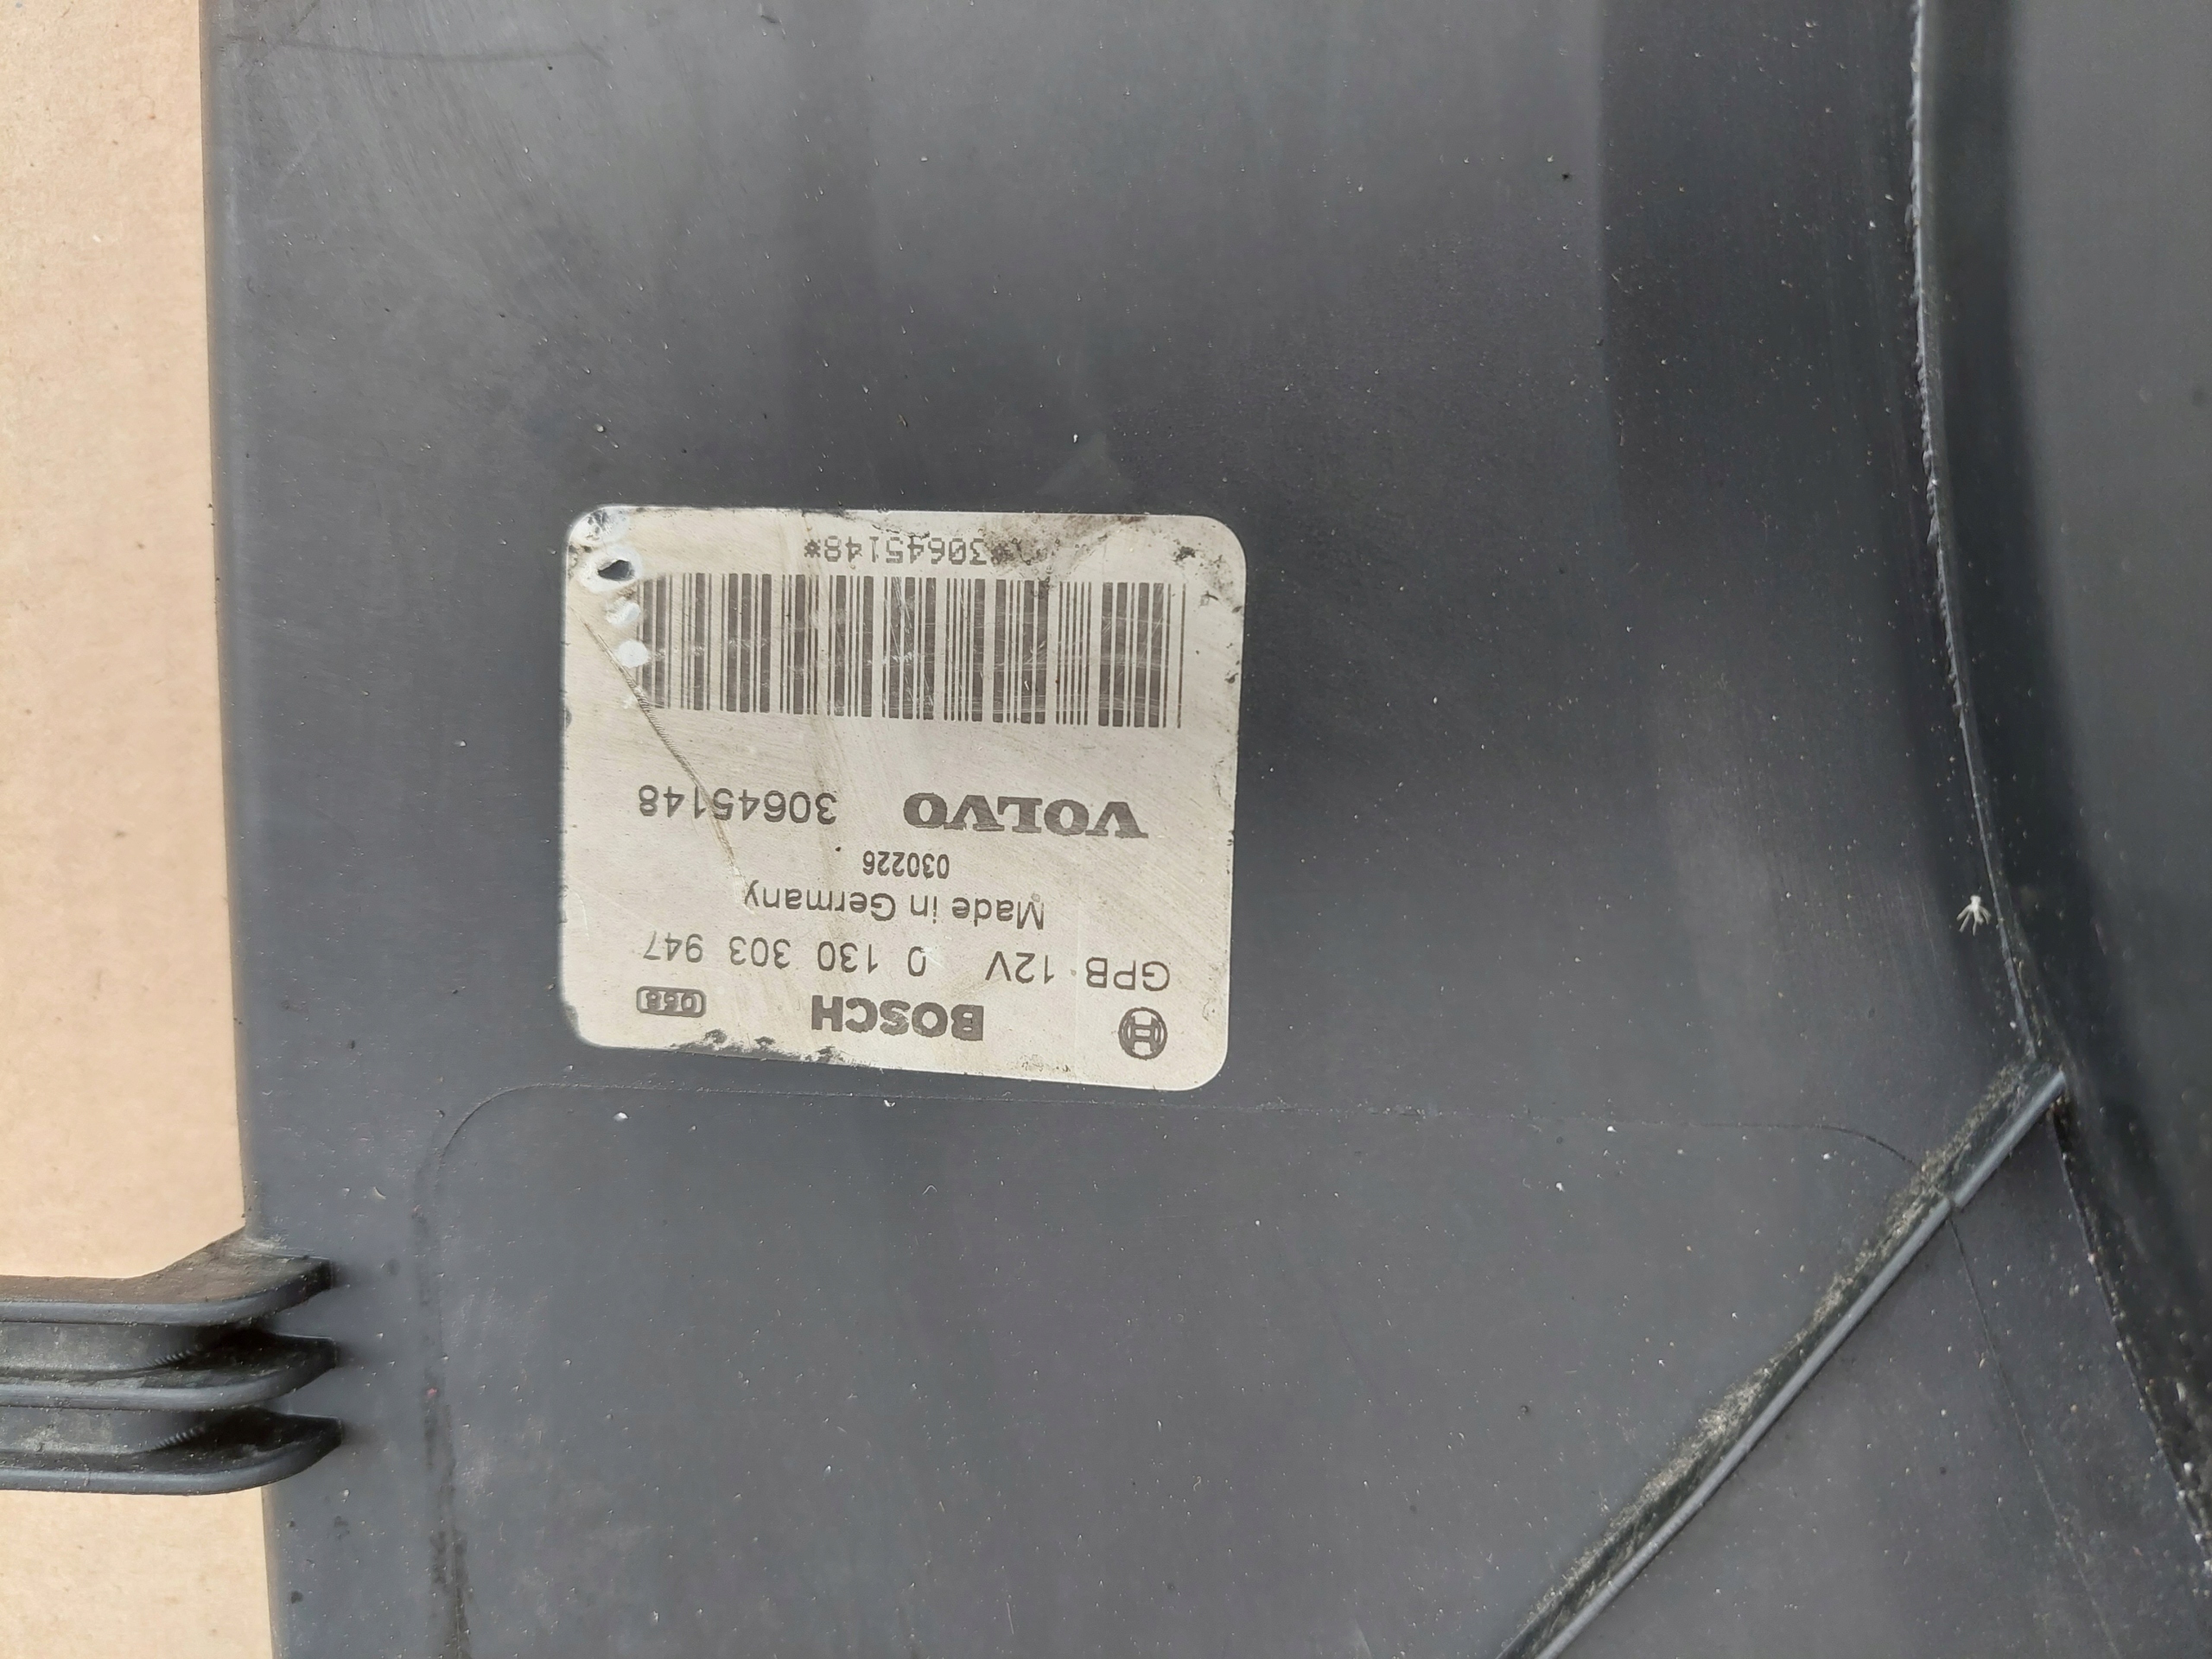 BOSCH
GPB 12V 0 130 303 947
Made in Germany
030226
VOLVO 30645148
*30645148*